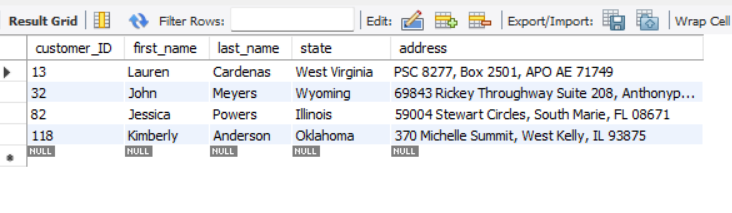 Result Grid Filter Rows: Edit: Export/Import: Wrap Cell
customer_ID first_name last_name state address
13 Lauren Cardenas West Virginia PSC 8277, Box 2501, APO AE 71749
32 John Meyers Wyoming 69843 Rickey Throughway Suite 208, Anthonyp...
82 Jessica Powers Illinois 59004 Stewart Circles, South Marie, FL 08671
118 Kimberly Anderson Oklahoma 370 Michelle Summit, West Kelly, IL 93875
NULL NULL NULL NULL NULL